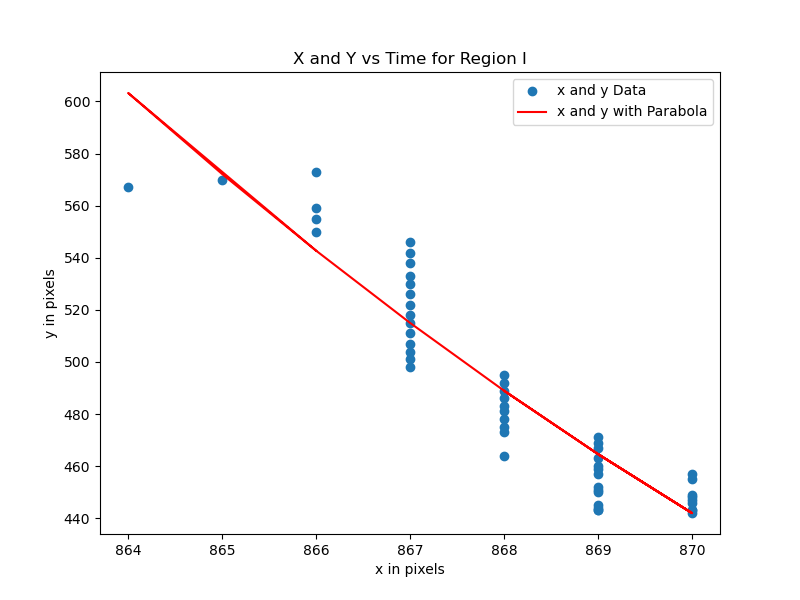 X and Y vs Time for Region I
x and y Data
x and y with Parabola
600
580
560
540
520
500
480
460
440
y in pixels
864 865 866 867 868 869 870
x in pixels